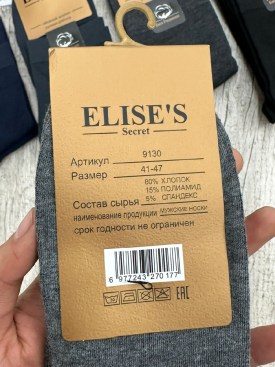 ELISE'S
Secret
Артикул 9130
Размер 41-47
80% ХЛОПОК
15% ПОЛИАМИД
Состав сырья 5% СПАНДЕКС
наименование продукции МУЖСКИЕ НОСКИ
срок годности не ограничен
6 977243 270177
EAC